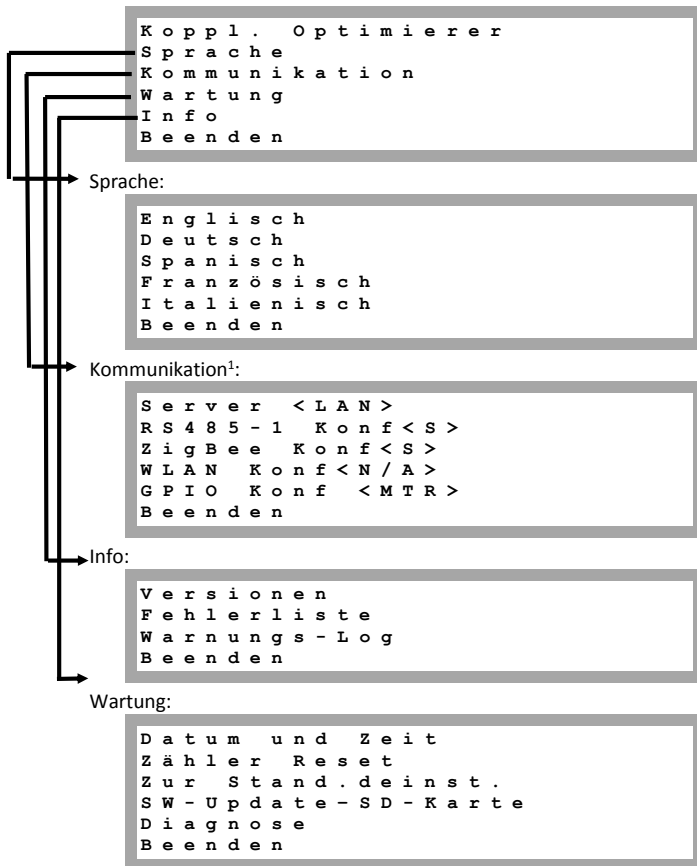 Koppl. Optimierer
Sprache
Kommunikation
Wartung
Info
Beenden
Sprache:
Englisch
Deutsch
Spanisch
Französisch
Italienisch
Beenden
Kommunikation¹:
Server <LAN>
RS485-1 Konf<S>
ZigBee Konf<S>
WLAN Konf<N/A>
GPIO Konf <MTR>
Beenden
Info:
Versionen
Fehlerliste
Warnungs-Log
Beenden
Wartung:
Datum und Zeit
Zähler Reset
Zur Stand.deinst.
SW-Update-SD-Karte
Diagnose
Beenden